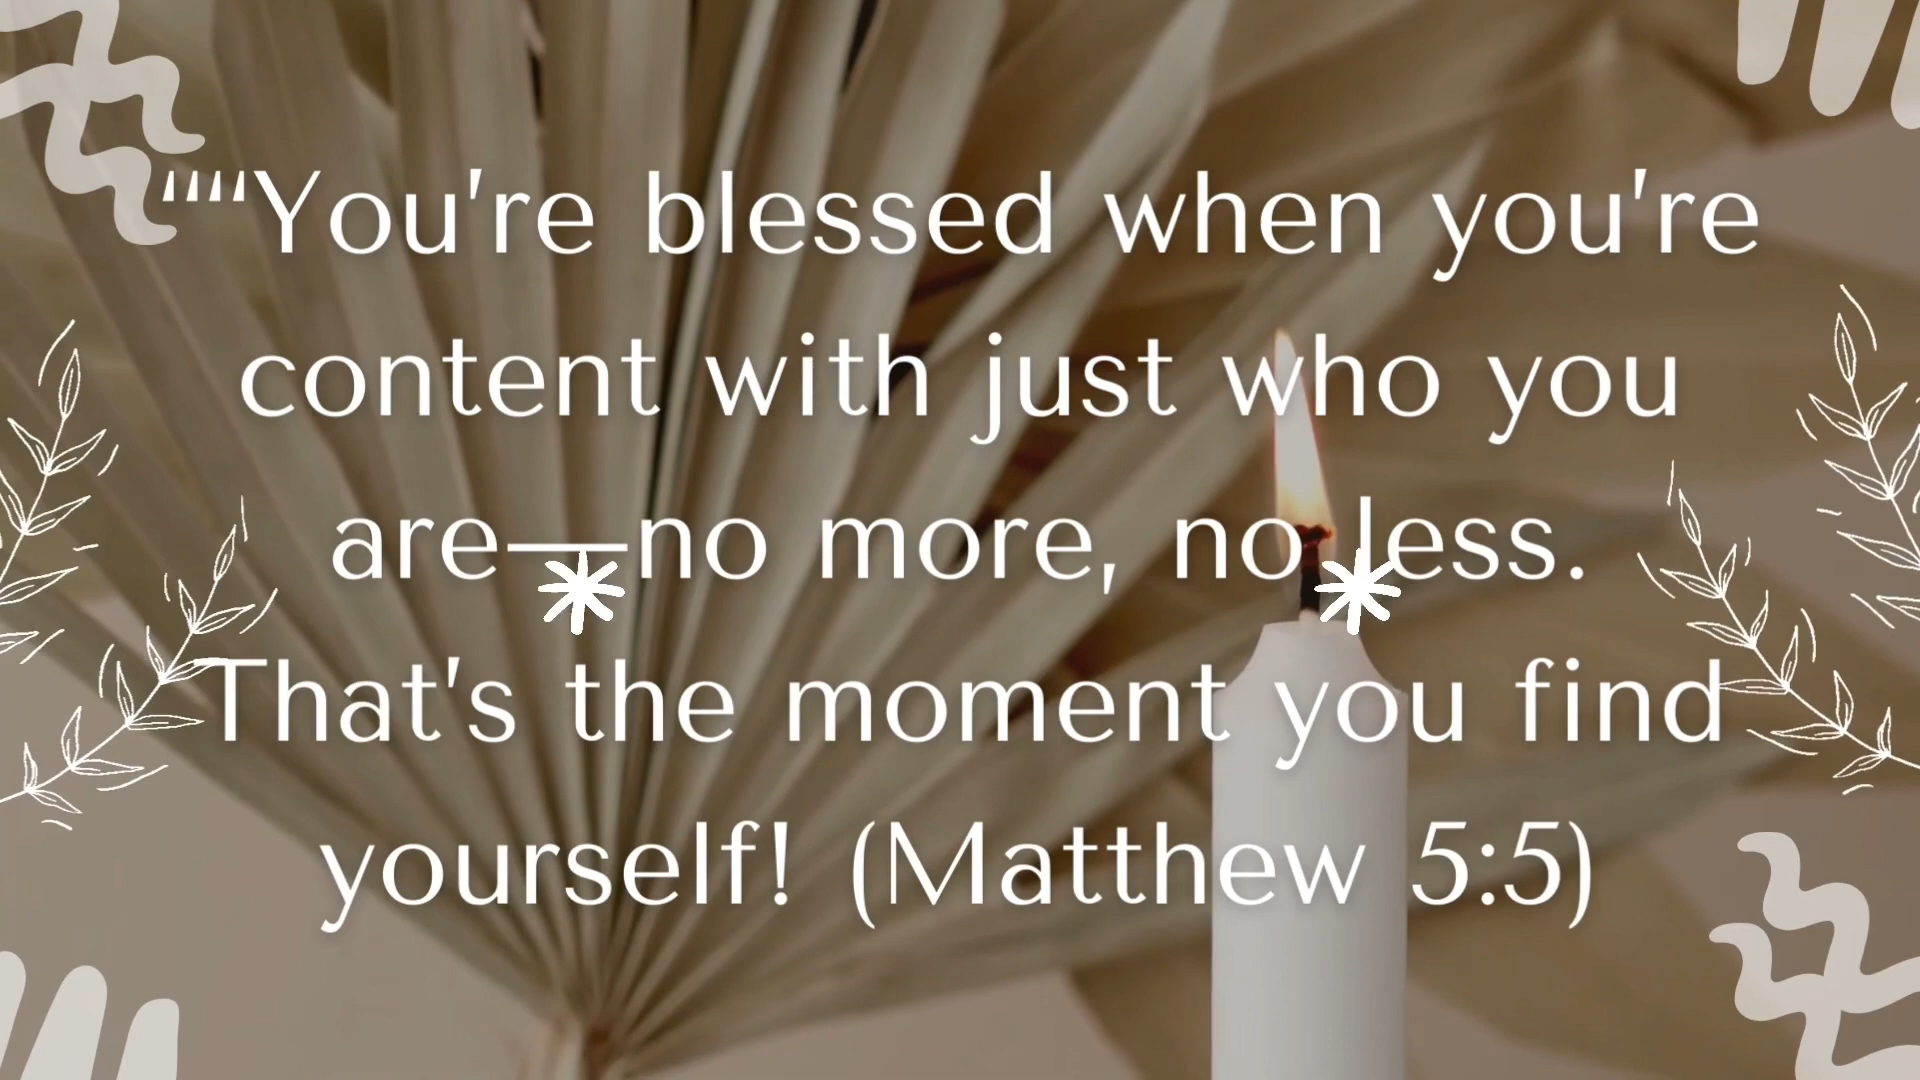 ""You're blessed when you're
content with just who you
are—no more, no less.
That's the moment you find
yourself! (Matthew 5:5)